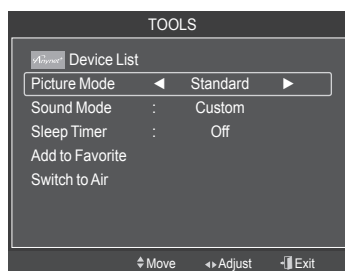 TOOLS
Anynet+ Device List
Picture Mode ◄ Standard ►
Sound Mode : Custom
Sleep Timer : Off
Add to Favorite
Switch to Air
Move Adjust Exit